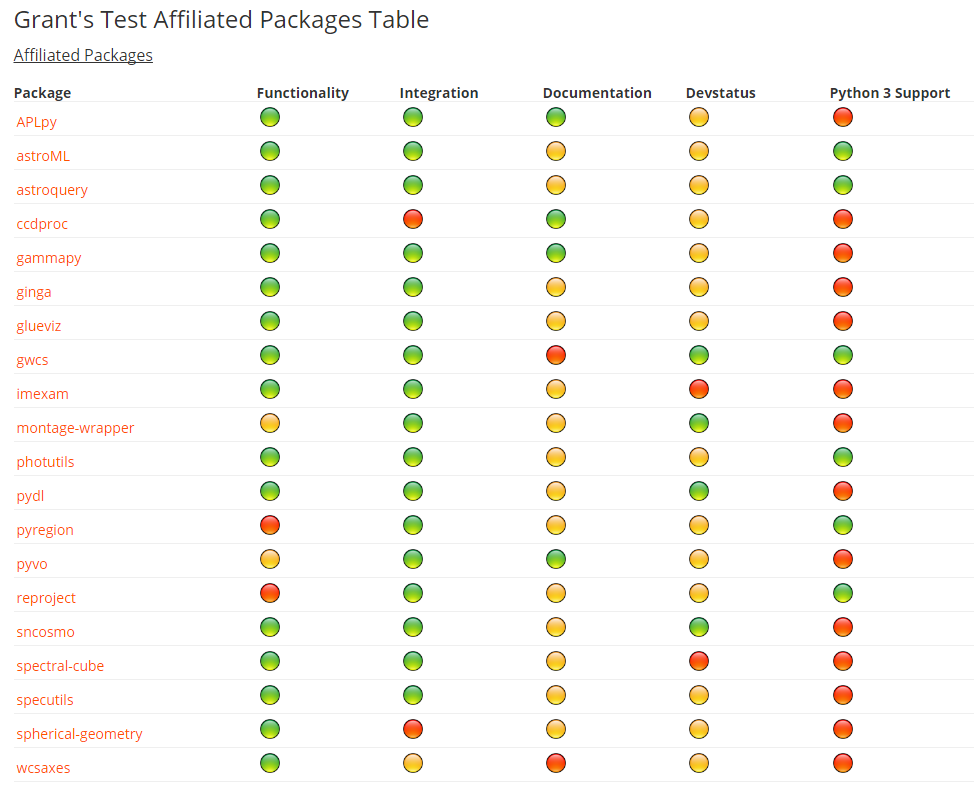 Grant's Test Affiliated Packages Table
Affiliated Packages
Package Functionality Integration Documentation Devstatus Python 3 Support
APLpy
astroML
astroquery
ccdproc
gammapy
ginga
glueviz
gwcs
imexam
montage-wrapper
photutils
pydl
pyregion
pyvo
reproject
sncosmo
spectral-cube
specutils
spherical-geometry
wcsaxes